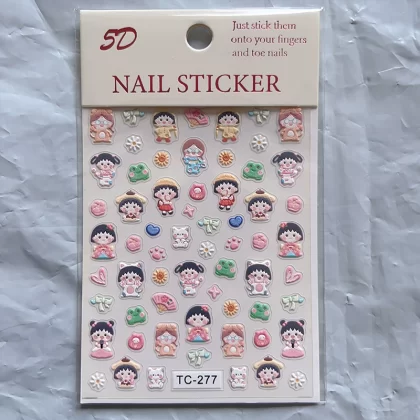 5D
Just stick them
onto your fingers
and toe nails
NAIL STICKER
TC-277